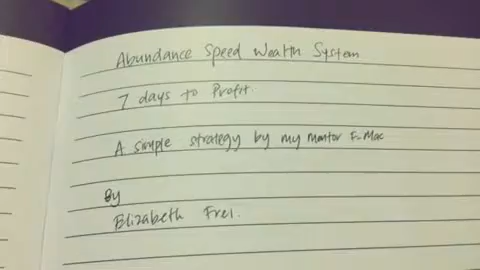 Abundance Speed Wealth System
7 days to Profit.
A simple strategy by my mentor F. Mac
By
Elizabeth Frei.